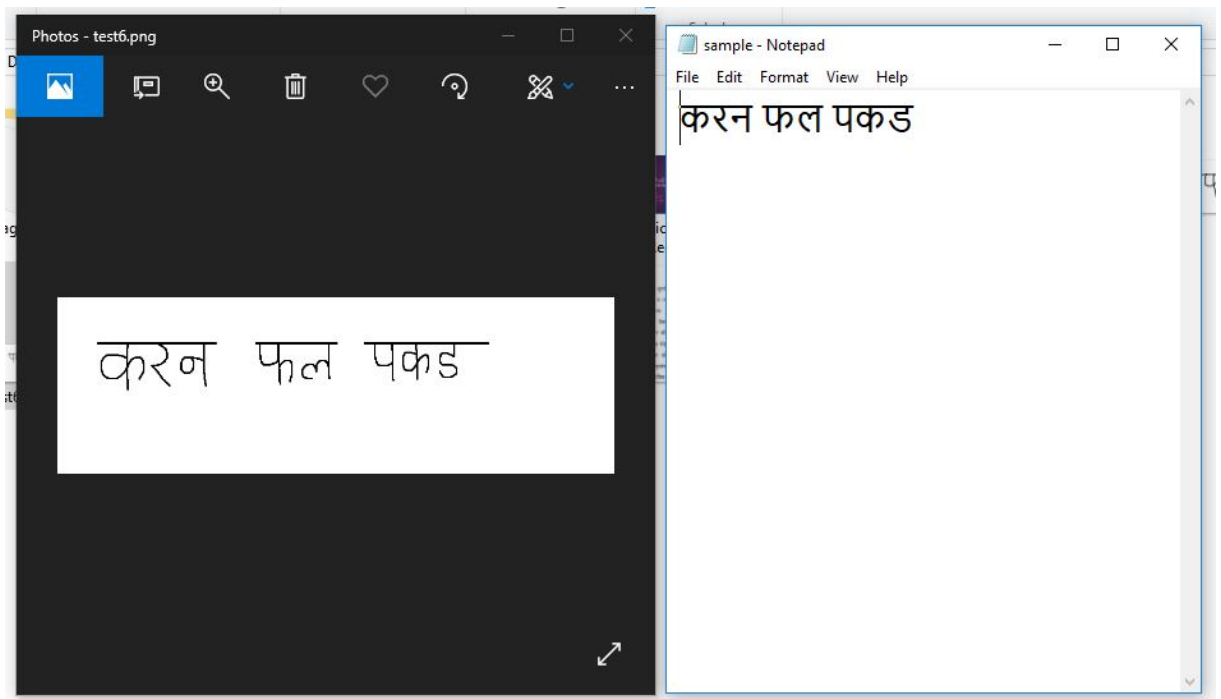 Photos - test6.png
sample - Notepad
File Edit Format View Help
करन फल पकड
करन फल पकड